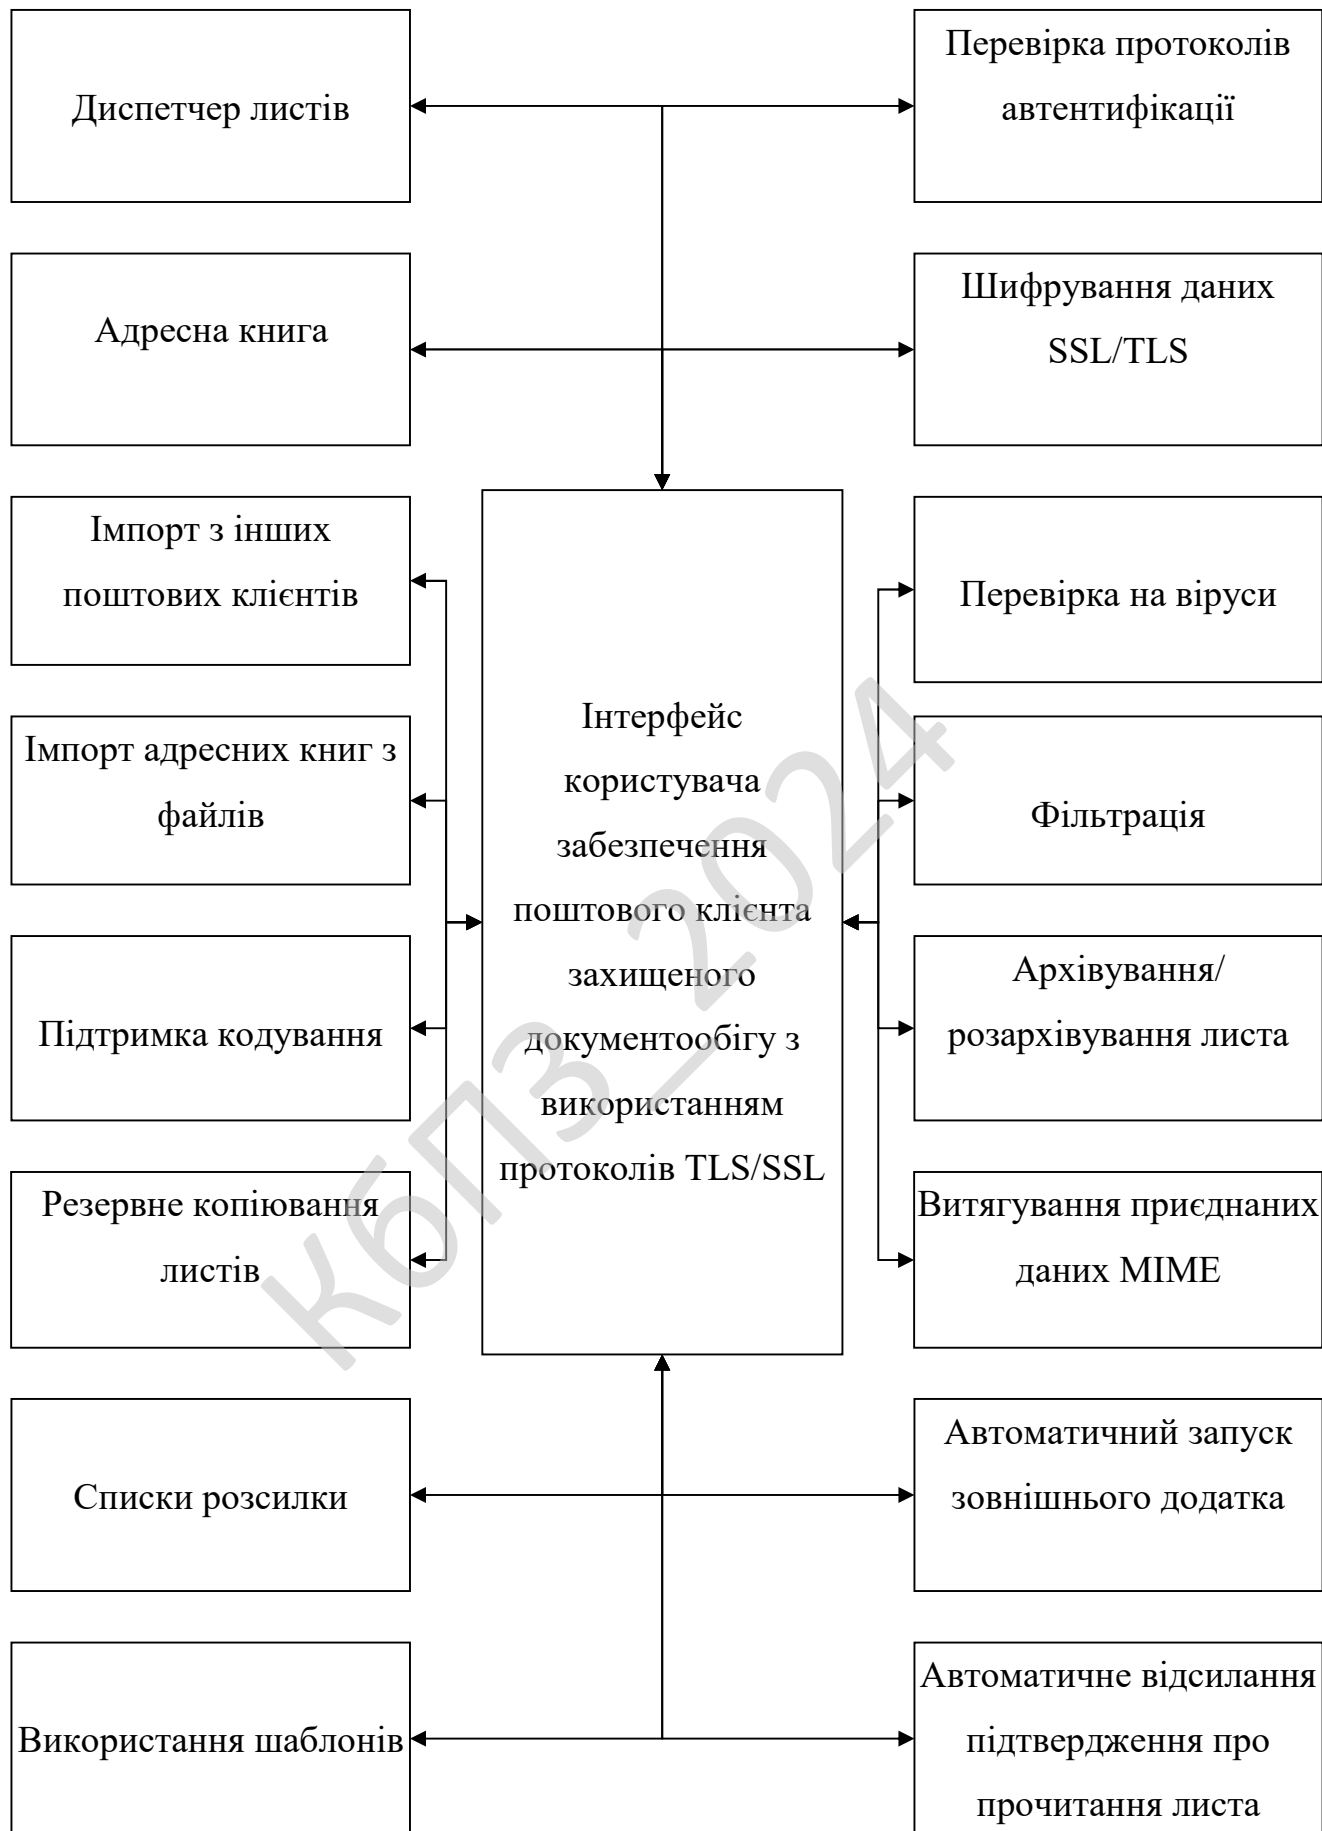 Диспетчер листів
Перевірка протоколів
автентифікації
Адресна книга
Шифрування даних
SSL/TLS
Імпорт з інших
поштових клієнтів
Імпорт адресних книг з
файлів
Підтримка кодування
Резервне копіювання
листів
Інтерфейс
користувача
забезпечення
поштового клієнта
захищеного
документообігу з
використанням
протоколів TLS/SSL
Перевірка на віруси
Фільтрація
Архівування/
розархівування листа
Витягування приєднаних
даних MIME
Списки розсилки
Автоматичний запуск
зовнішнього додатка
Використання шаблонів
Автоматичне відсилання
підтвердження про
прочитання листа
КбПЗ_2024